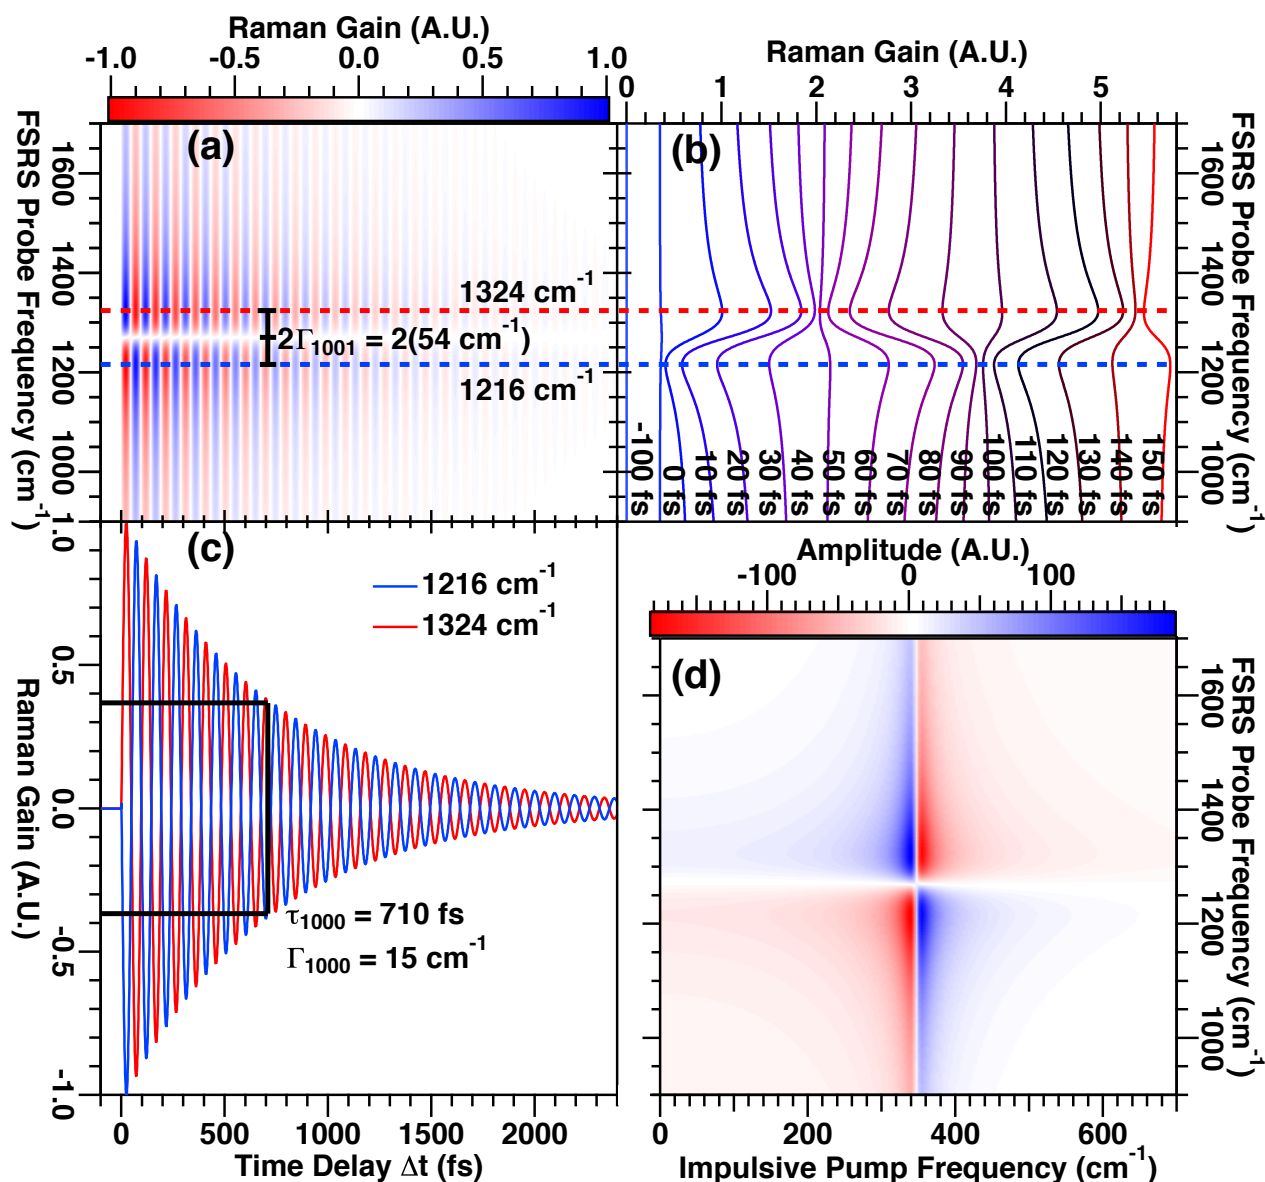 Raman Gain (A.U.)
-1.0 -0.5 0.0 0.5 1.0
Raman Gain (A.U.)
0 1 2 3 4 5
(a)
FSRS Probe Frequency (cm⁻¹)
1600 1400 1200 1000
1324 cm⁻¹
2Γ₁₀₀₁ = 2(54 cm⁻¹)
1216 cm⁻¹
(b)
FSRS Probe Frequency (cm⁻¹)
1600 1400 1200 1000
-100 fs
0 fs
10 fs
20 fs
30 fs
40 fs
50 fs
60 fs
70 fs
80 fs
90 fs
100 fs
110 fs
120 fs
130 fs
140 fs
150 fs
(c)
1216 cm⁻¹
1324 cm⁻¹
Raman Gain (A.U.)
1.0 0.5 0.0 -0.5 -1.0
τ₁₀₀₀ = 710 fs
Γ₁₀₀₀ = 15 cm⁻¹
0 500 1000 1500 2000
Time Delay Δt (fs)
Amplitude (A.U.)
-100 0 100
(d)
FSRS Probe Frequency (cm⁻¹)
1600 1400 1200 1000
0 200 400 600
Impulsive Pump Frequency (cm⁻¹)